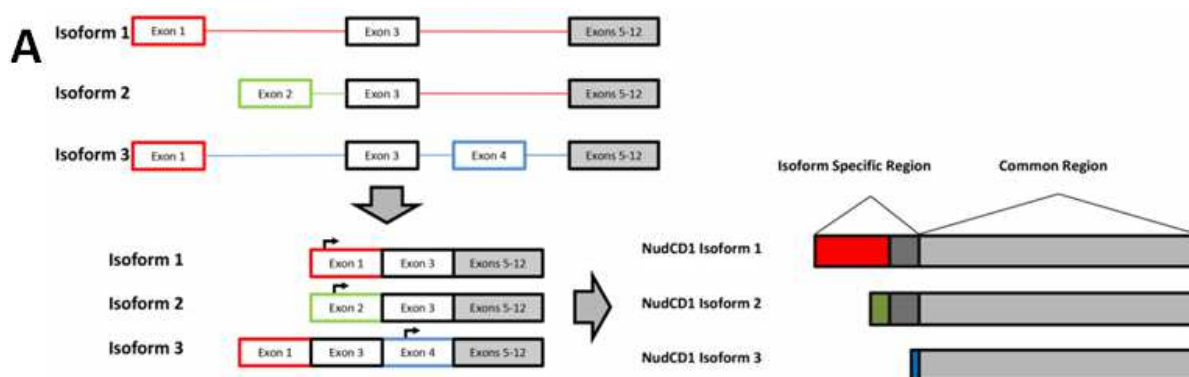 A
Isoform 1 Exon 1 Exon 3 Exons 5-12
Isoform 2 Exon 2 Exon 3 Exons 5-12
Isoform 3 Exon 1 Exon 3 Exon 4 Exons 5-12
Isoform Specific Region Common Region
Isoform 1 Exon 1 Exon 3 Exons 5-12
NudCD1 Isoform 1
Isoform 2 Exon 2 Exon 3 Exons 5-12
NudCD1 Isoform 2
Isoform 3 Exon 1 Exon 3 Exon 4 Exons 5-12
NudCD1 Isoform 3